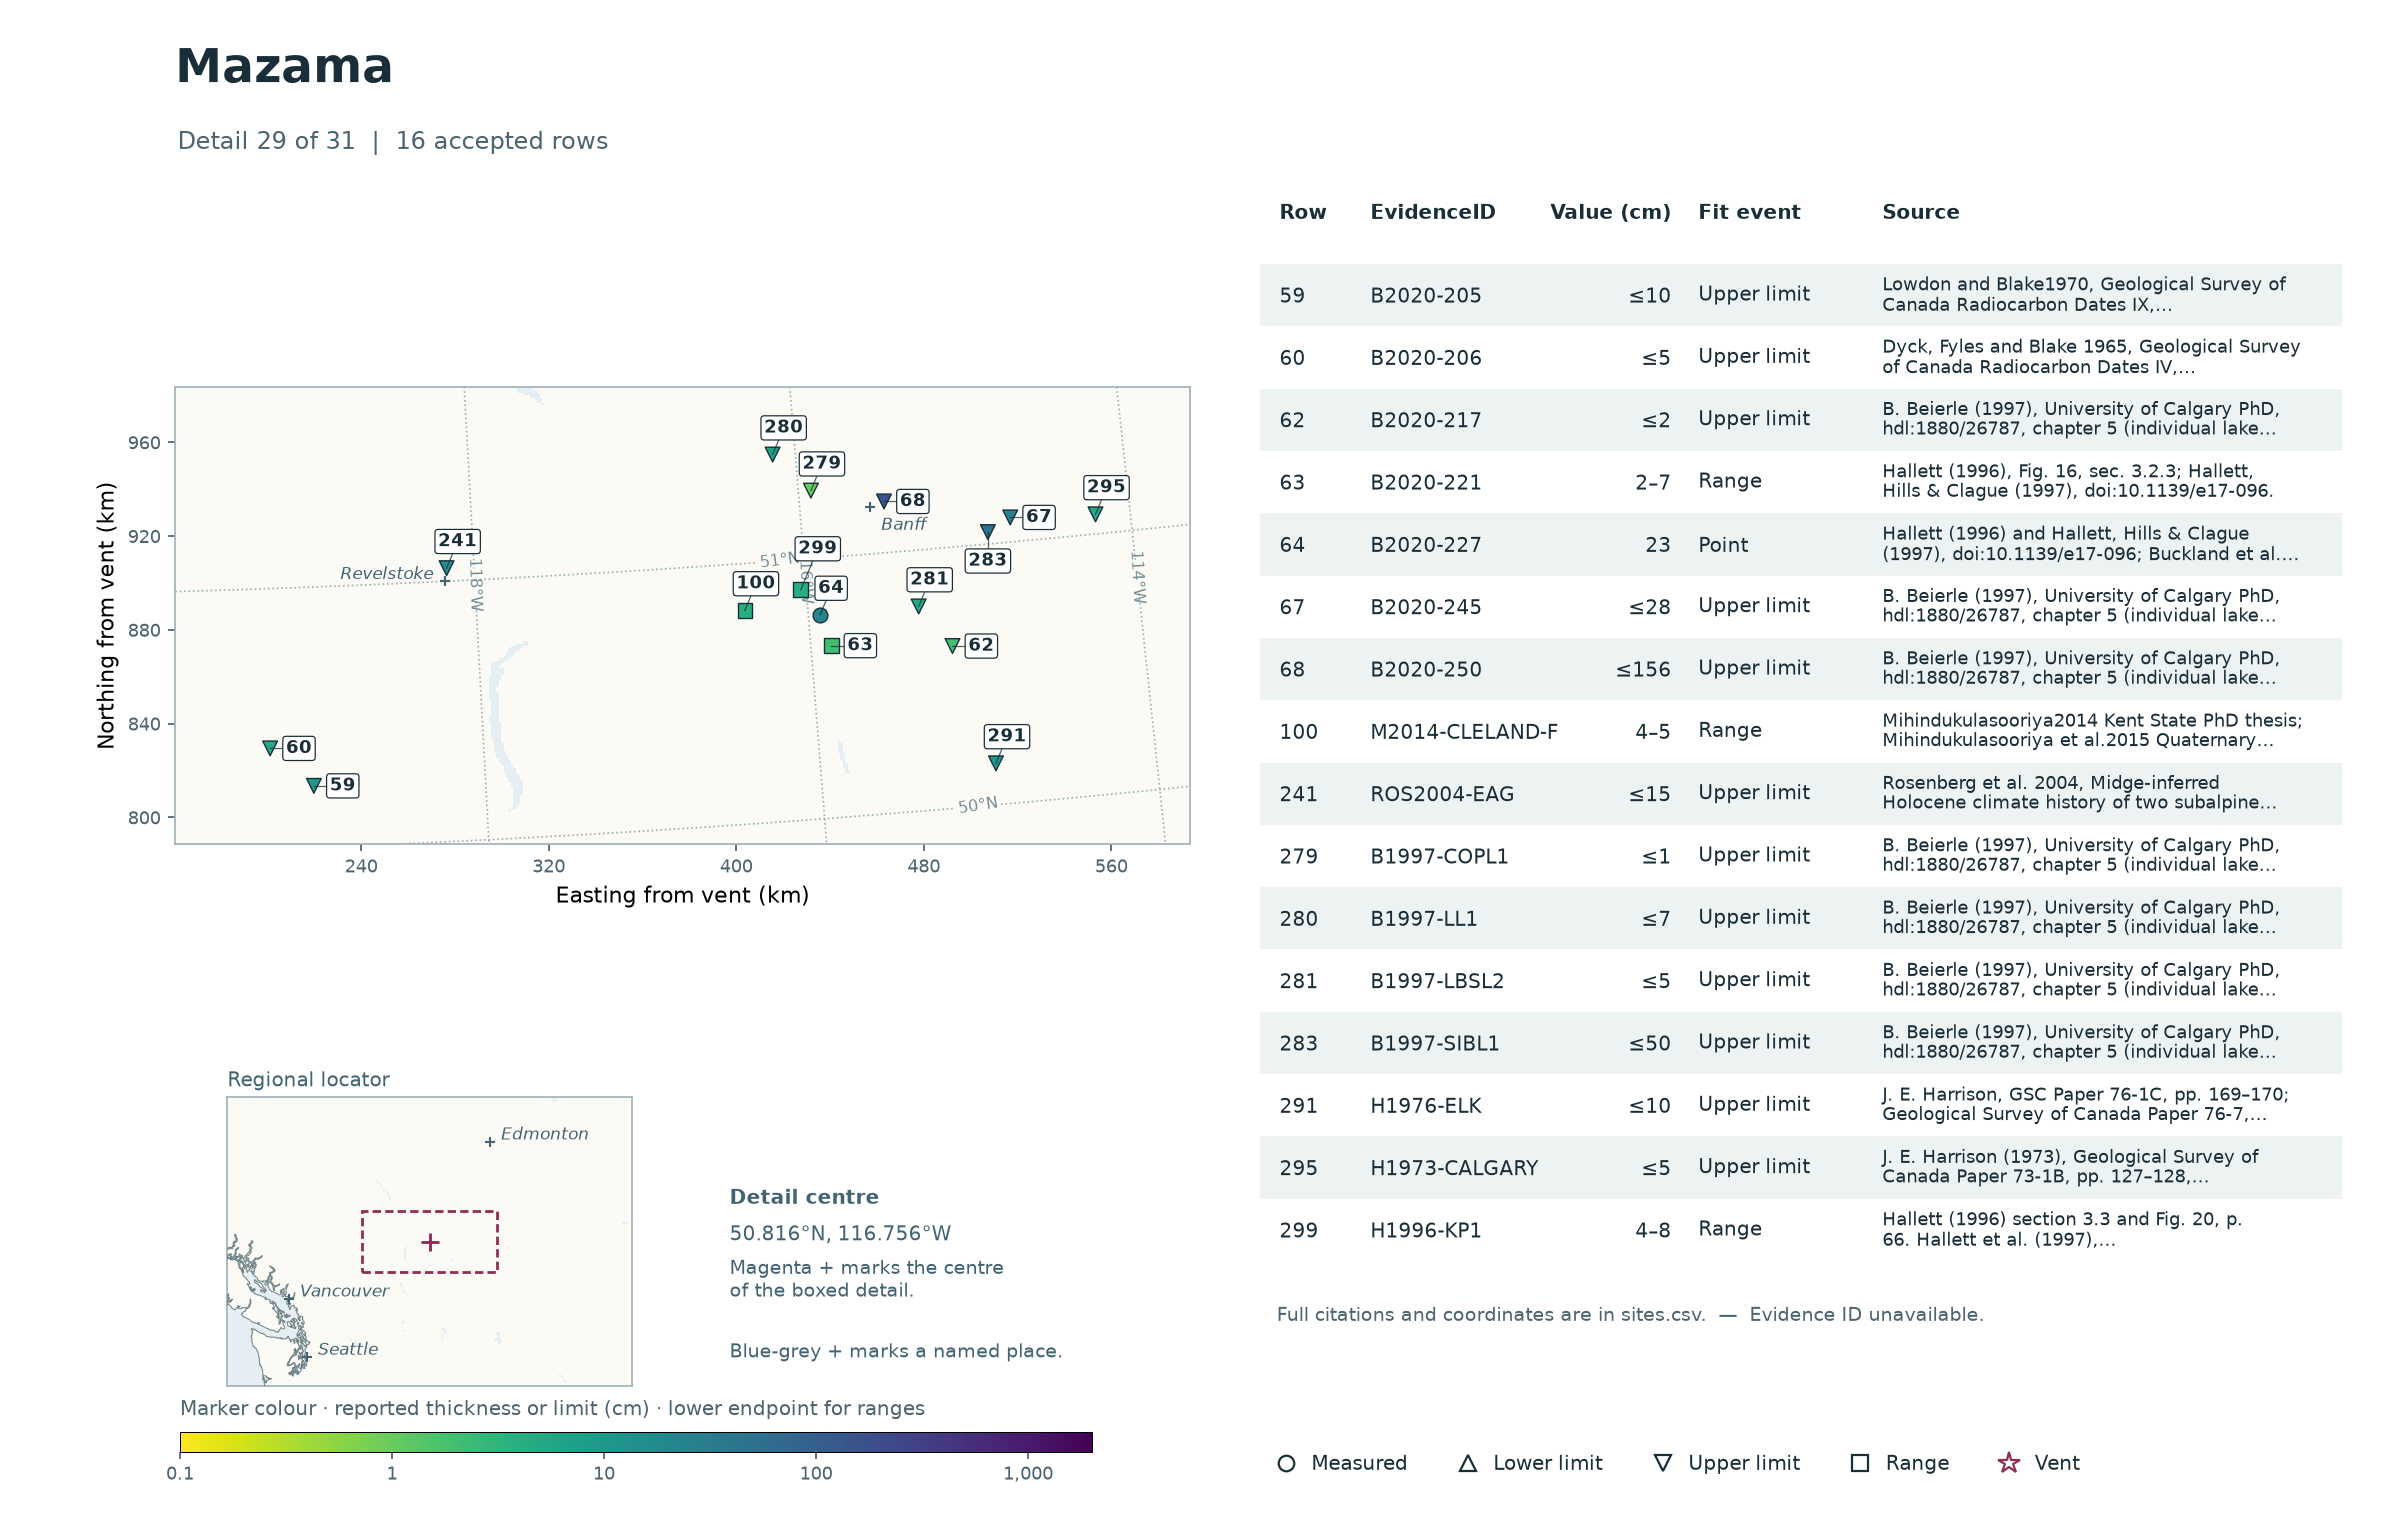 Mazama
Detail 29 of 31 | 16 accepted rows
Northing from vent (km)
960
920
880
840
800
240
320
400
480
560
Easting from vent (km)
280
279
68
Banff
67
295
283
241
Revelstoke
118°W
51°N
299
114°W
100
64
281
63
62
60
59
291
50°N
Regional locator
Edmonton
Vancouver
Seattle
Detail centre
50.816°N, 116.756°W
Magenta + marks the centre
of the boxed detail.
Blue-grey + marks a named place.
Marker colour · reported thickness or limit (cm) · lower endpoint for ranges
0.1
1
10
100
1,000
Row EvidenceID Value (cm) Fit event Source
59 B2020-205 ≤10 Upper limit Lowdon and Blake1970, Geological Survey of
Canada Radiocarbon Dates IX,...
60 B2020-206 ≤5 Upper limit Dyck, Fyles and Blake 1965, Geological Survey
of Canada Radiocarbon Dates IV,...
62 B2020-217 ≤2 Upper limit B. Beierle (1997), University of Calgary PhD,
hdl:1880/26787, chapter 5 (individual lake...
63 B2020-221 2–7 Range Hallett (1996), Fig. 16, sec. 3.2.3; Hallett,
Hills & Clague (1997), doi:10.1139/e17-096.
64 B2020-227 23 Point Hallett (1996) and Hallett, Hills & Clague
(1997), doi:10.1139/e17-096; Buckland et al....
67 B2020-245 ≤28 Upper limit B. Beierle (1997), University of Calgary PhD,
hdl:1880/26787, chapter 5 (individual lake...
68 B2020-250 ≤156 Upper limit B. Beierle (1997), University of Calgary PhD,
hdl:1880/26787, chapter 5 (individual lake...
100 M2014-CLELAND-F 4–5 Range Mihindukulasooriya2014 Kent State PhD thesis;
Mihindukulasooriya et al.2015 Quaternary...
241 ROS2004-EAG ≤15 Upper limit Rosenberg et al. 2004, Midge-inferred
Holocene climate history of two subalpine...
279 B1997-COPL1 ≤1 Upper limit B. Beierle (1997), University of Calgary PhD,
hdl:1880/26787, chapter 5 (individual lake...
280 B1997-LL1 ≤7 Upper limit B. Beierle (1997), University of Calgary PhD,
hdl:1880/26787, chapter 5 (individual lake...
281 B1997-LBSL2 ≤5 Upper limit B. Beierle (1997), University of Calgary PhD,
hdl:1880/26787, chapter 5 (individual lake...
283 B1997-SIBL1 ≤50 Upper limit B. Beierle (1997), University of Calgary PhD,
hdl:1880/26787, chapter 5 (individual lake...
291 H1976-ELK ≤10 Upper limit J. E. Harrison, GSC Paper 76-1C, pp. 169–170;
Geological Survey of Canada Paper 76-7,...
295 H1973-CALGARY ≤5 Upper limit J. E. Harrison (1973), Geological Survey of
Canada Paper 73-1B, pp. 127–128,...
299 H1996-KP1 4–8 Range Hallett (1996) section 3.3 and Fig. 20, p.
66. Hallett et al. (1997),...
Full citations and coordinates are in sites.csv. — Evidence ID unavailable.
Measured
Lower limit
Upper limit
Range
Vent